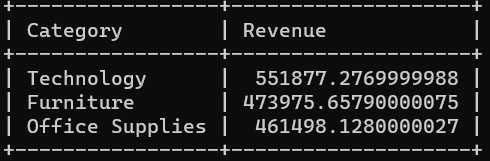 +-----------------+--------------------+
| Category        | Revenue            |
+-----------------+--------------------+
| Technology      |  551877.2769999988 |
| Furniture       | 473975.65790000075 |
| Office Supplies |  461498.1280000027 |
+-----------------+--------------------+